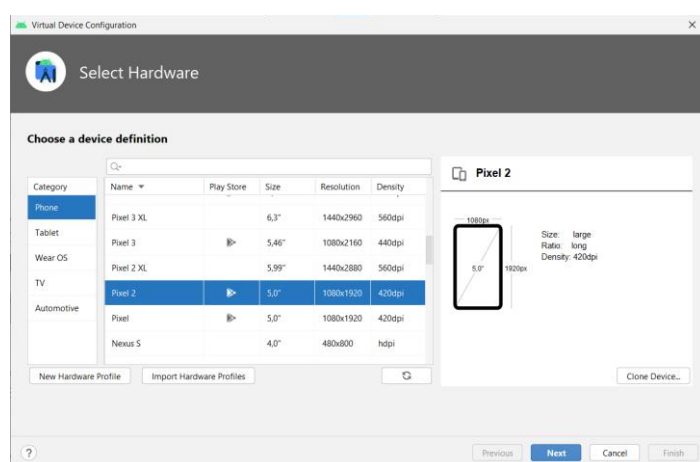 Virtual Device Configuration
Select Hardware
Choose a device definition
Category
Phone
Tablet
Wear OS
TV
Automotive
Name Play Store Size Resolution Density
Pixel 3 XL 6,3" 1440x2960 560dpi
Pixel 3 5,46" 1080x2160 440dpi
Pixel 2 XL 5,99" 1440x2880 560dpi
Pixel 2 5,0" 1080x1920 420dpi
Pixel 5,0" 1080x1920 420dpi
Nexus S 4,0" 480x800 hdpi
New Hardware Profile Import Hardware Profiles
Pixel 2
1080px
5,0"
1920px
Size: large
Ratio: long
Density: 420dpi
Clone Device...
? Previous Next Cancel Finish